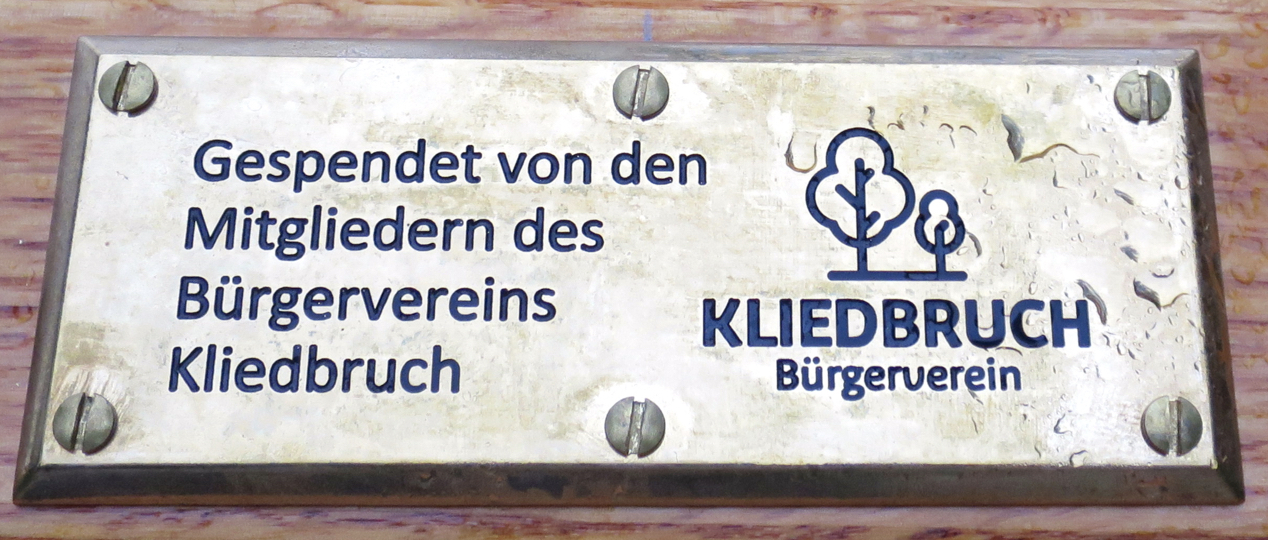 Gespendet von den
Mitgliedern des
Bürgervereins
Kliedbruch
KLIEDBRUCH
Bürgerverein